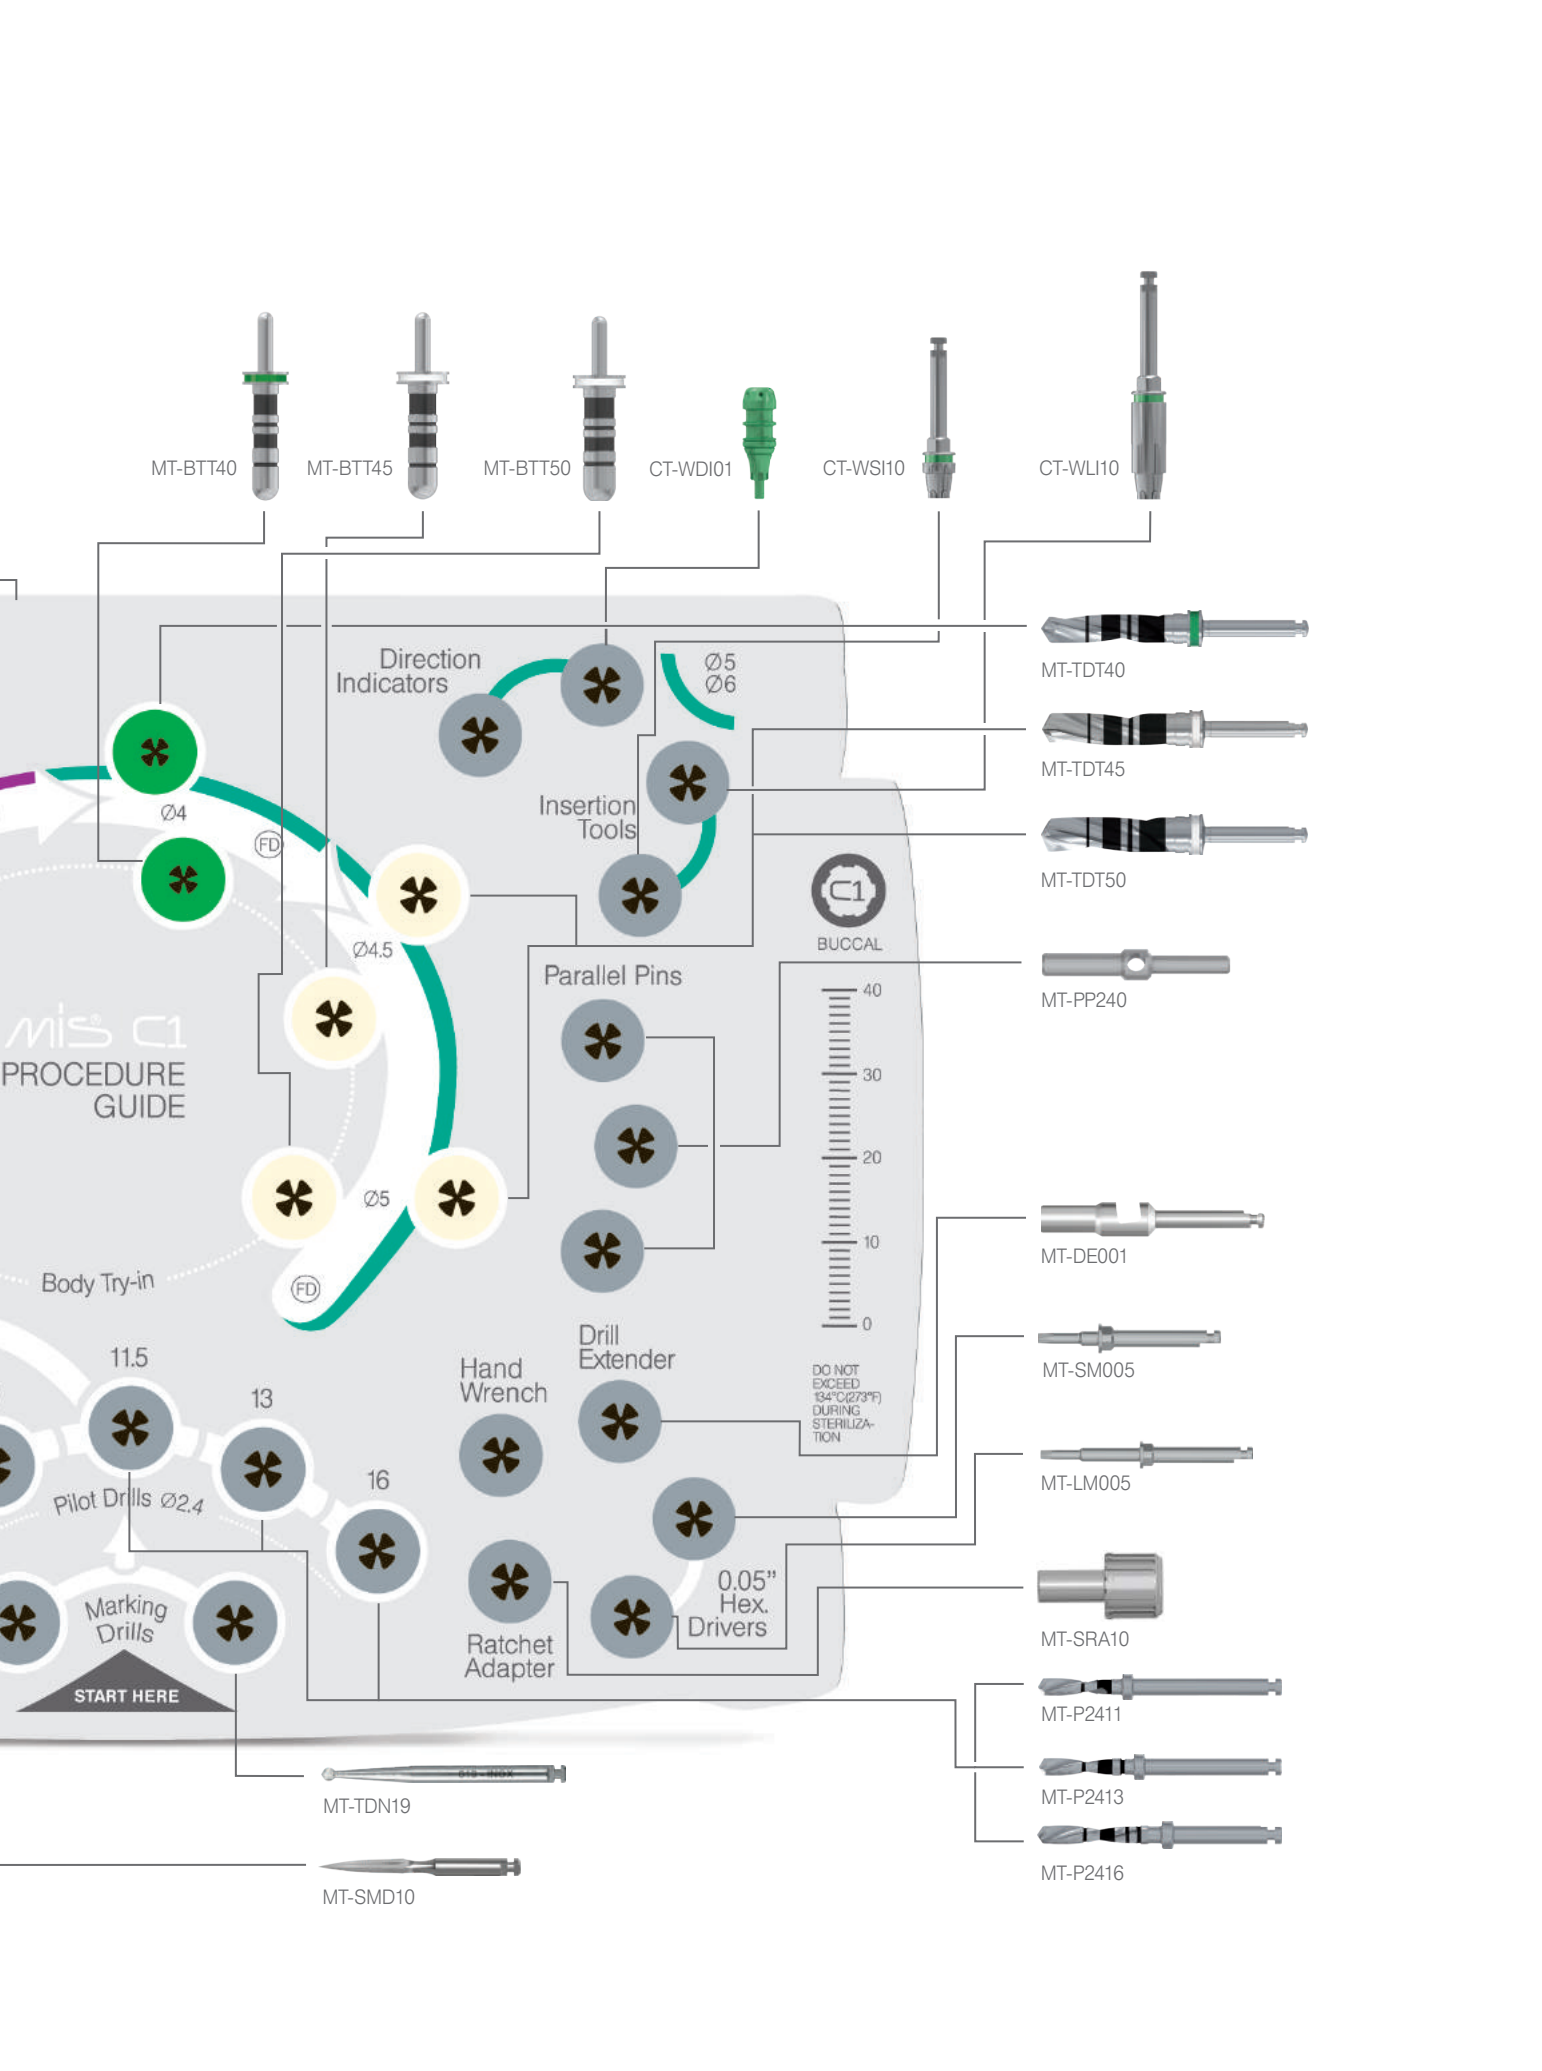 MT-BTT40
MT-BTT45
MT-BTT50
CT-WDI01
CT-WSI10
CT-WLI10
MT-TDT40
MT-TDT45
MT-TDT50
MT-PP240
MT-DE001
MT-SM005
MT-LM005
MT-SRA10
MT-P2411
MT-P2413
MT-P2416
Direction
Indicators
Ø5
Ø6
Insertion
Tools
Ø4
FD
Ø4.5
C1
BUCCAL
Parallel Pins
40
30
20
10
0
mis® C1
PROCEDURE
GUIDE
Ø5
FD
Body Try-in
Drill
Extender
Hand
Wrench
DO NOT
EXCEED
134°C(273°F)
DURING
STERILIZA-
TION
11.5
13
16
Pilot Drills Ø2.4
Marking
Drills
START HERE
0.05”
Hex.
Drivers
Ratchet
Adapter
MT-TDN19
MT-SMD10